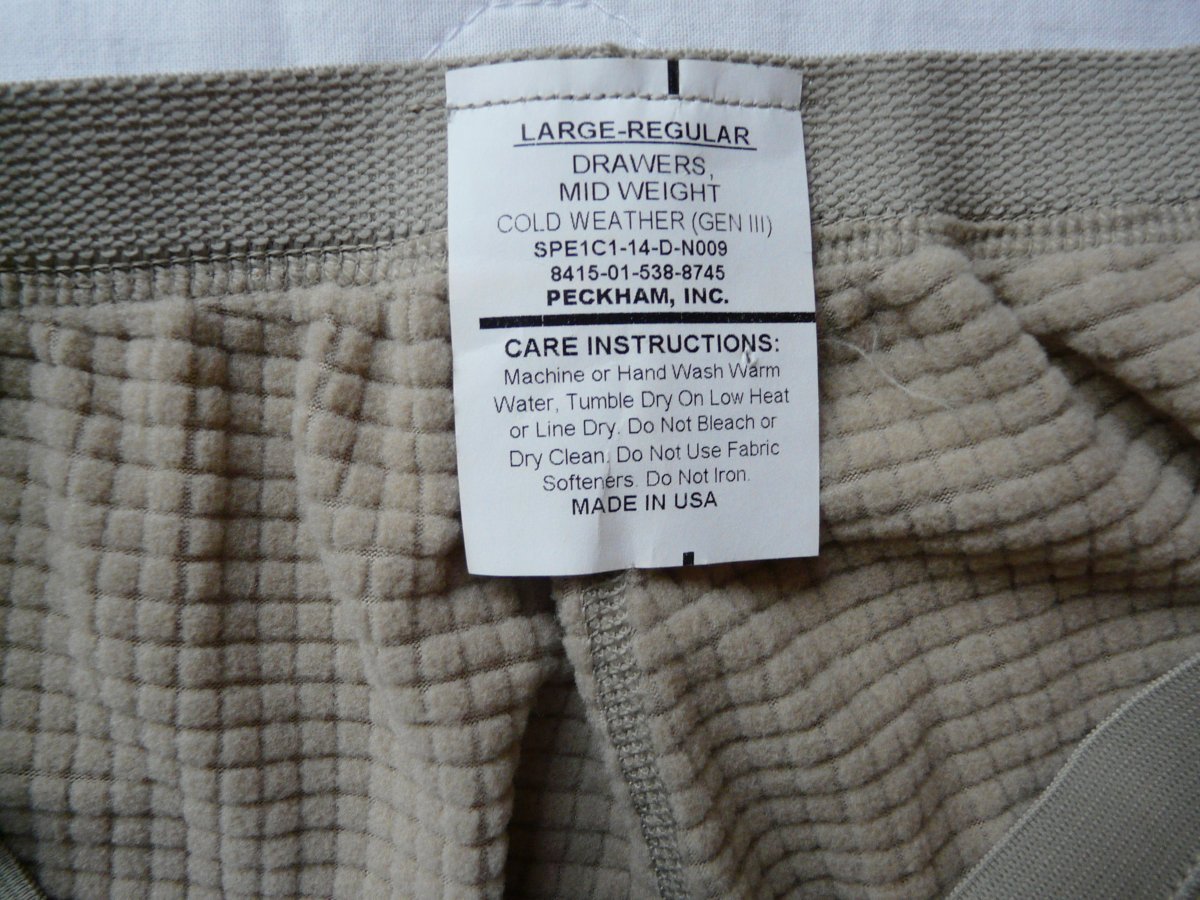 LARGE-REGULAR
DRAWERS,
MID WEIGHT
COLD WEATHER (GEN III)
SPE1C1-14-D-N009
8415-01-538-8745
PECKHAM, INC.
CARE INSTRUCTIONS:
Machine or Hand Wash Warm
Water, Tumble Dry On Low Heat
or Line Dry. Do Not Bleach or
Dry Clean. Do Not Use Fabric
Softeners. Do Not Iron.
MADE IN USA